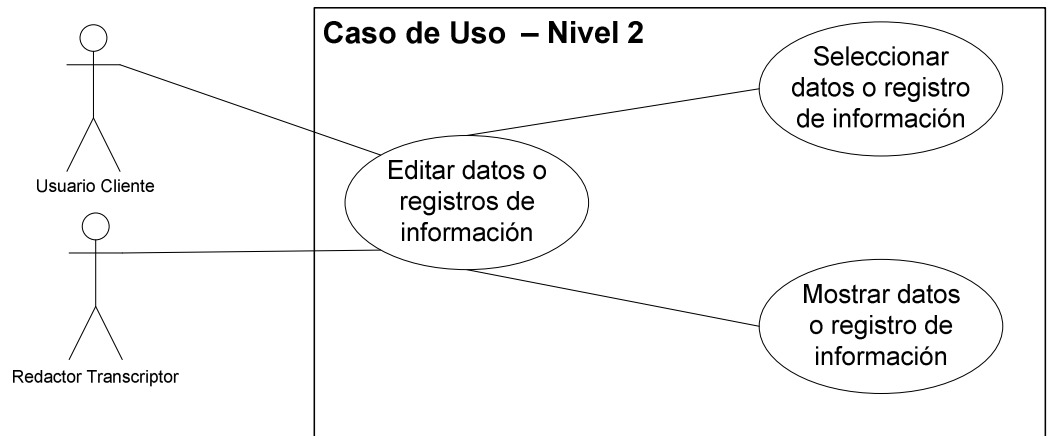 Caso de Uso – Nivel 2
Seleccionar
datos o registro
de información
Editar datos o
registros de
información
Usuario Cliente
Mostrar datos
o registro de
información
Redactor Transcriptor